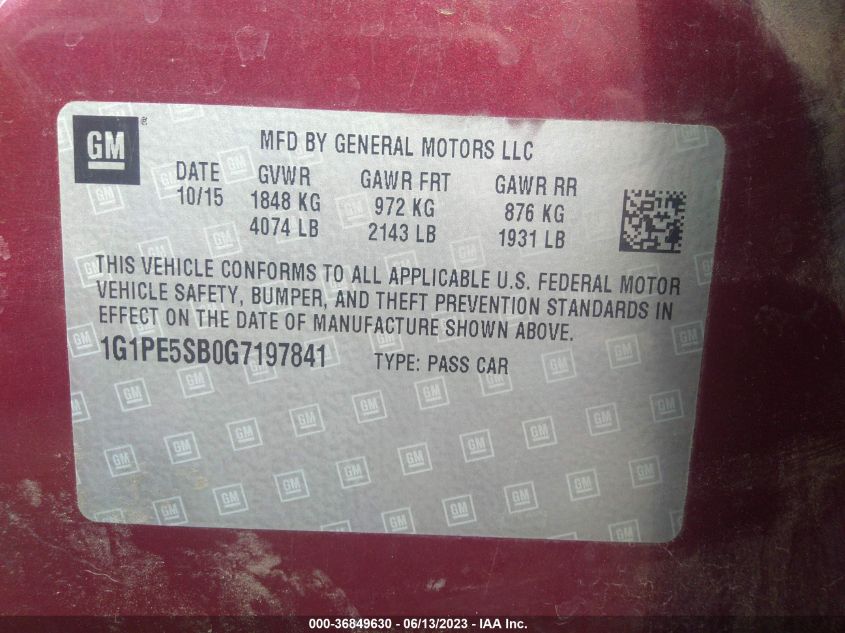 GM ®
MFD BY GENERAL MOTORS LLC
DATE GVWR GAWR FRT GAWR RR
10/15 1848 KG 972 KG 876 KG
4074 LB 2143 LB 1931 LB
THIS VEHICLE CONFORMS TO ALL APPLICABLE U.S. FEDERAL MOTOR
VEHICLE SAFETY, BUMPER, AND THEFT PREVENTION STANDARDS IN
EFFECT ON THE DATE OF MANUFACTURE SHOWN ABOVE.
1G1PE5SB0G7197841 TYPE: PASS CAR
000-36849630 - 06/13/2023 - IAA Inc.